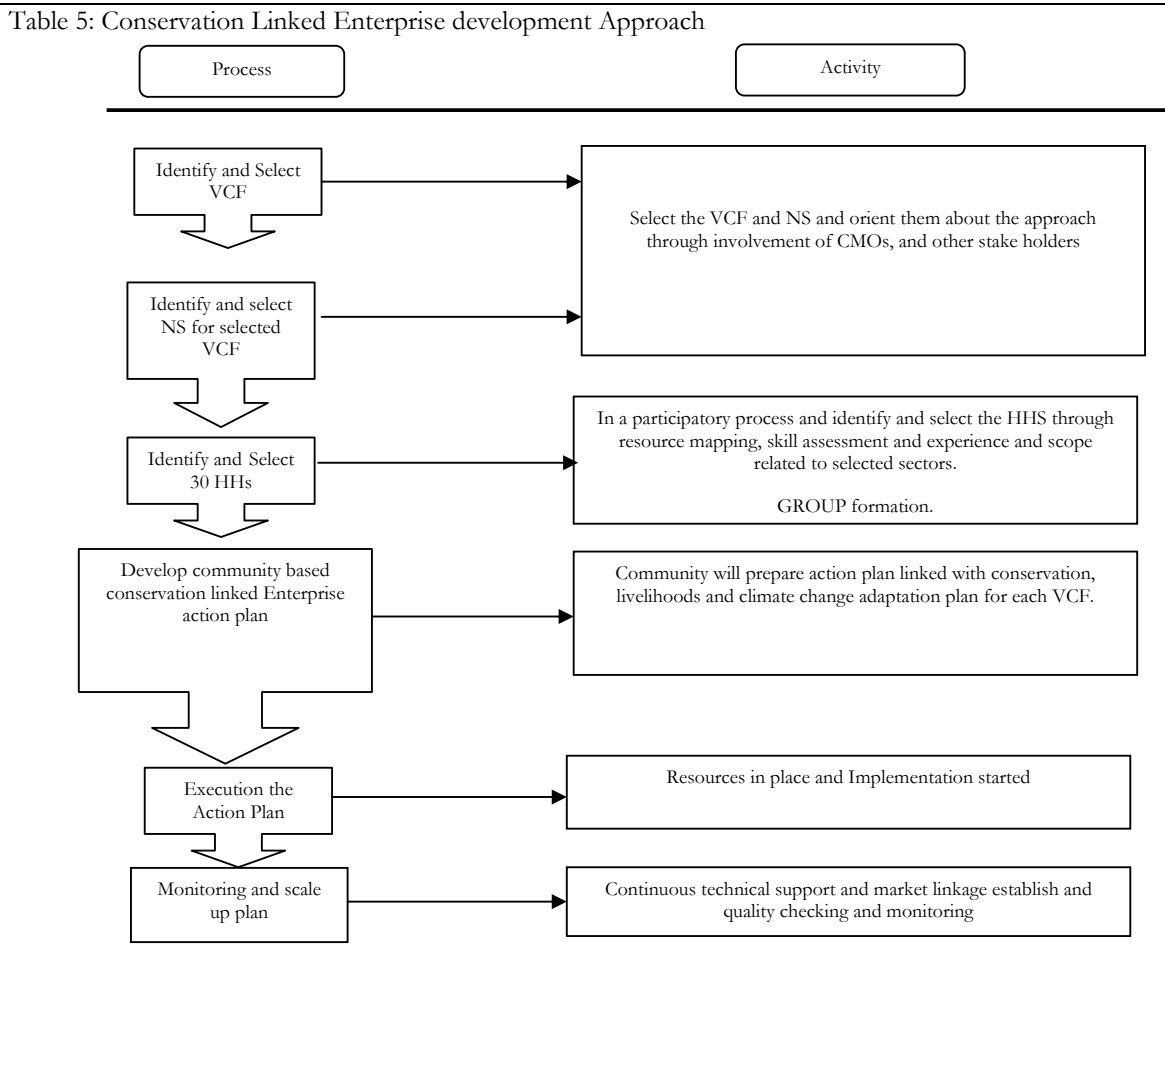 Table 5: Conservation Linked Enterprise development Approach
Process
Activity
Identify and Select
VCF
Select the VCF and NS and orient them about the approach
through involvement of CMOs, and other stake holders
Identify and select
NS for selected
VCF
Identify and Select
30 HHs
In a participatory process and identify and select the HHS through
resource mapping, skill assessment and experience and scope
related to selected sectors.
GROUP formation.
Develop community based
conservation linked Enterprise
action plan
Community will prepare action plan linked with conservation,
livelihoods and climate change adaptation plan for each VCF.
Execution the
Action Plan
Resources in place and Implementation started
Monitoring and scale
up plan
Continuous technical support and market linkage establish and
quality checking and monitoring